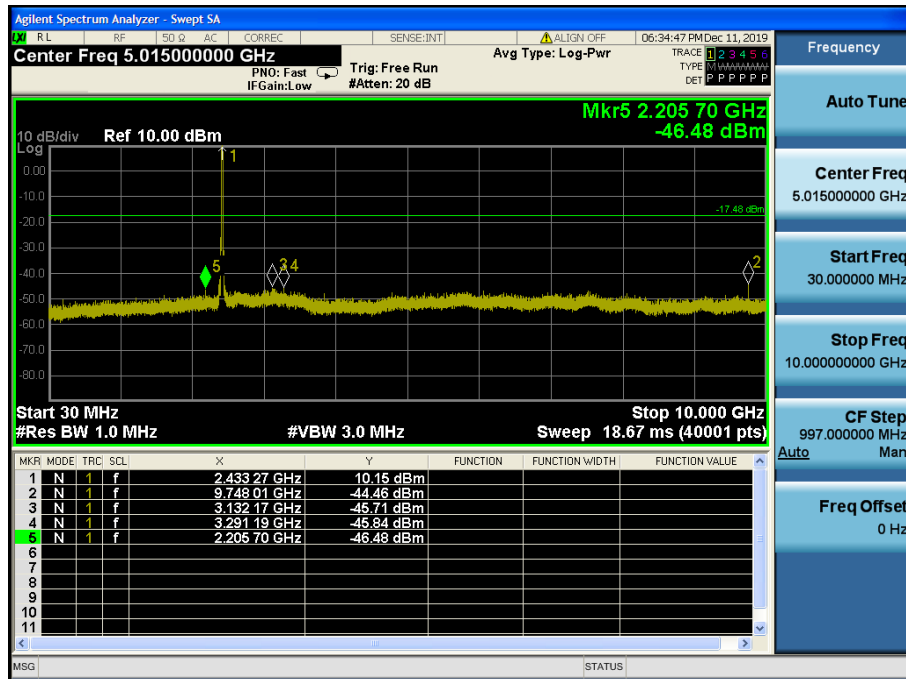 Agilent Spectrum Analyzer - Swept SA
LXI RL RF 50 Ω AC CORREC SENSE:INT ALIGN OFF 06:34:47 PM Dec 11, 2019
Center Freq 5.015000000 GHz
PNO: Fast
IFGain:Low
Trig: Free Run
#Atten: 20 dB
Avg Type: Log-Pwr
TRACE 1 2 3 4 5 6
TYPE M W W W W W
DET P P P P P P
Mkr5 2.205 70 GHz
-46.48 dBm
10 dB/div
Log
Ref 10.00 dBm
0.00
-10.0
-20.0
-30.0
-40.0
-50.0
-60.0
-70.0
-80.0
-17.48 dBm
1
5
3 4
2
Start 30 MHz
Stop 10.000 GHz
#Res BW 1.0 MHz
#VBW 3.0 MHz
Sweep 18.67 ms (40001 pts)
MKR MODE TRC SCL X Y FUNCTION FUNCTION WIDTH FUNCTION VALUE
1 N 1 f 2.433 27 GHz 10.15 dBm
2 N 1 f 9.748 01 GHz -44.46 dBm
3 N 1 f 3.132 17 GHz -45.71 dBm
4 N 1 f 3.291 19 GHz -45.84 dBm
5 N 1 f 2.205 70 GHz -46.48 dBm
6
7
8
9
10
11
MSG
STATUS
Frequency
Auto Tune
Center Freq
5.015000000 GHz
Start Freq
30.000000 MHz
Stop Freq
10.000000000 GHz
CF Step
997.000000 MHz
Auto Man
Freq Offset
0 Hz